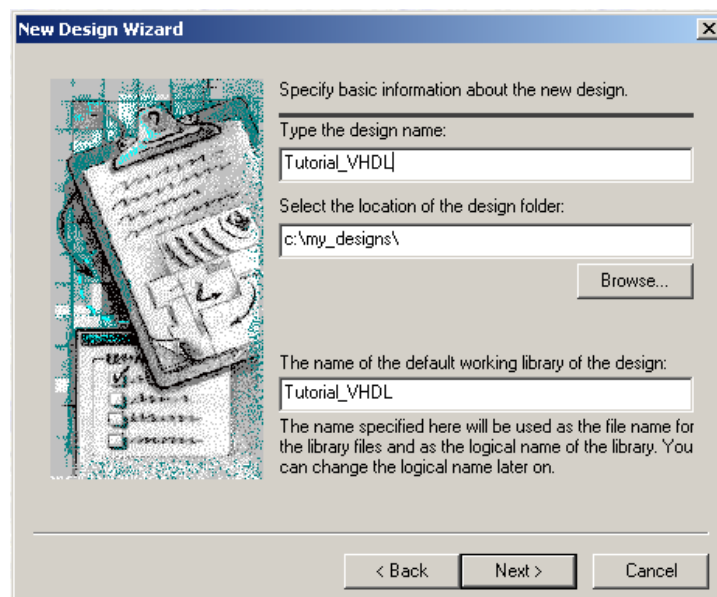 New Design Wizard
Specify basic information about the new design.
Type the design name:
Tutorial_VHDL
Select the location of the design folder:
c:\my_designs\
Browse...
The name of the default working library of the design:
Tutorial_VHDL
The name specified here will be used as the file name for
the library files and as the logical name of the library. You
can change the logical name later on.
< Back
Next >
Cancel